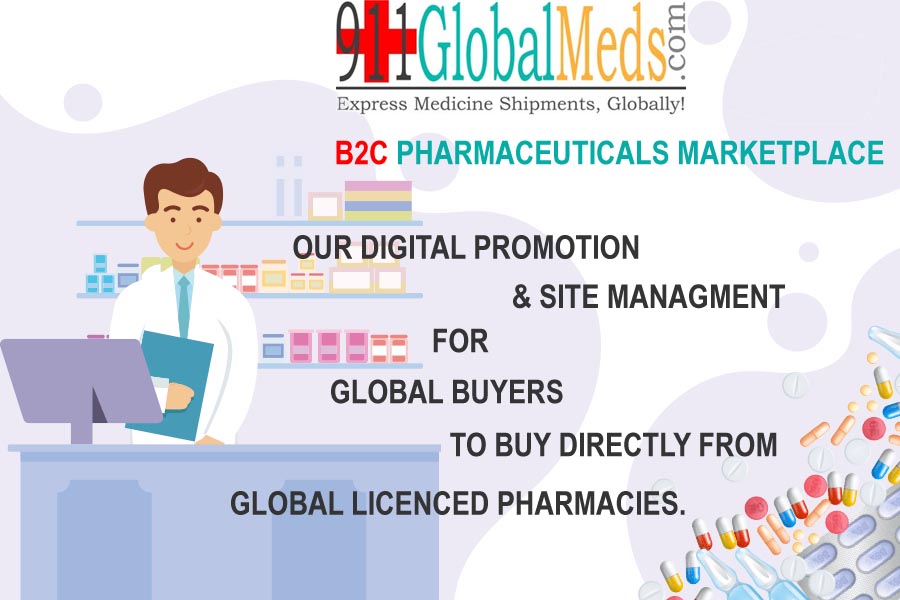 911GlobalMeds.com
Express Medicine Shipments, Globally!
B2C PHARMACEUTICALS MARKETPLACE
OUR DIGITAL PROMOTION
& SITE MANAGMENT
FOR
GLOBAL BUYERS
TO BUY DIRECTLY FROM
GLOBAL LICENCED PHARMACIES.